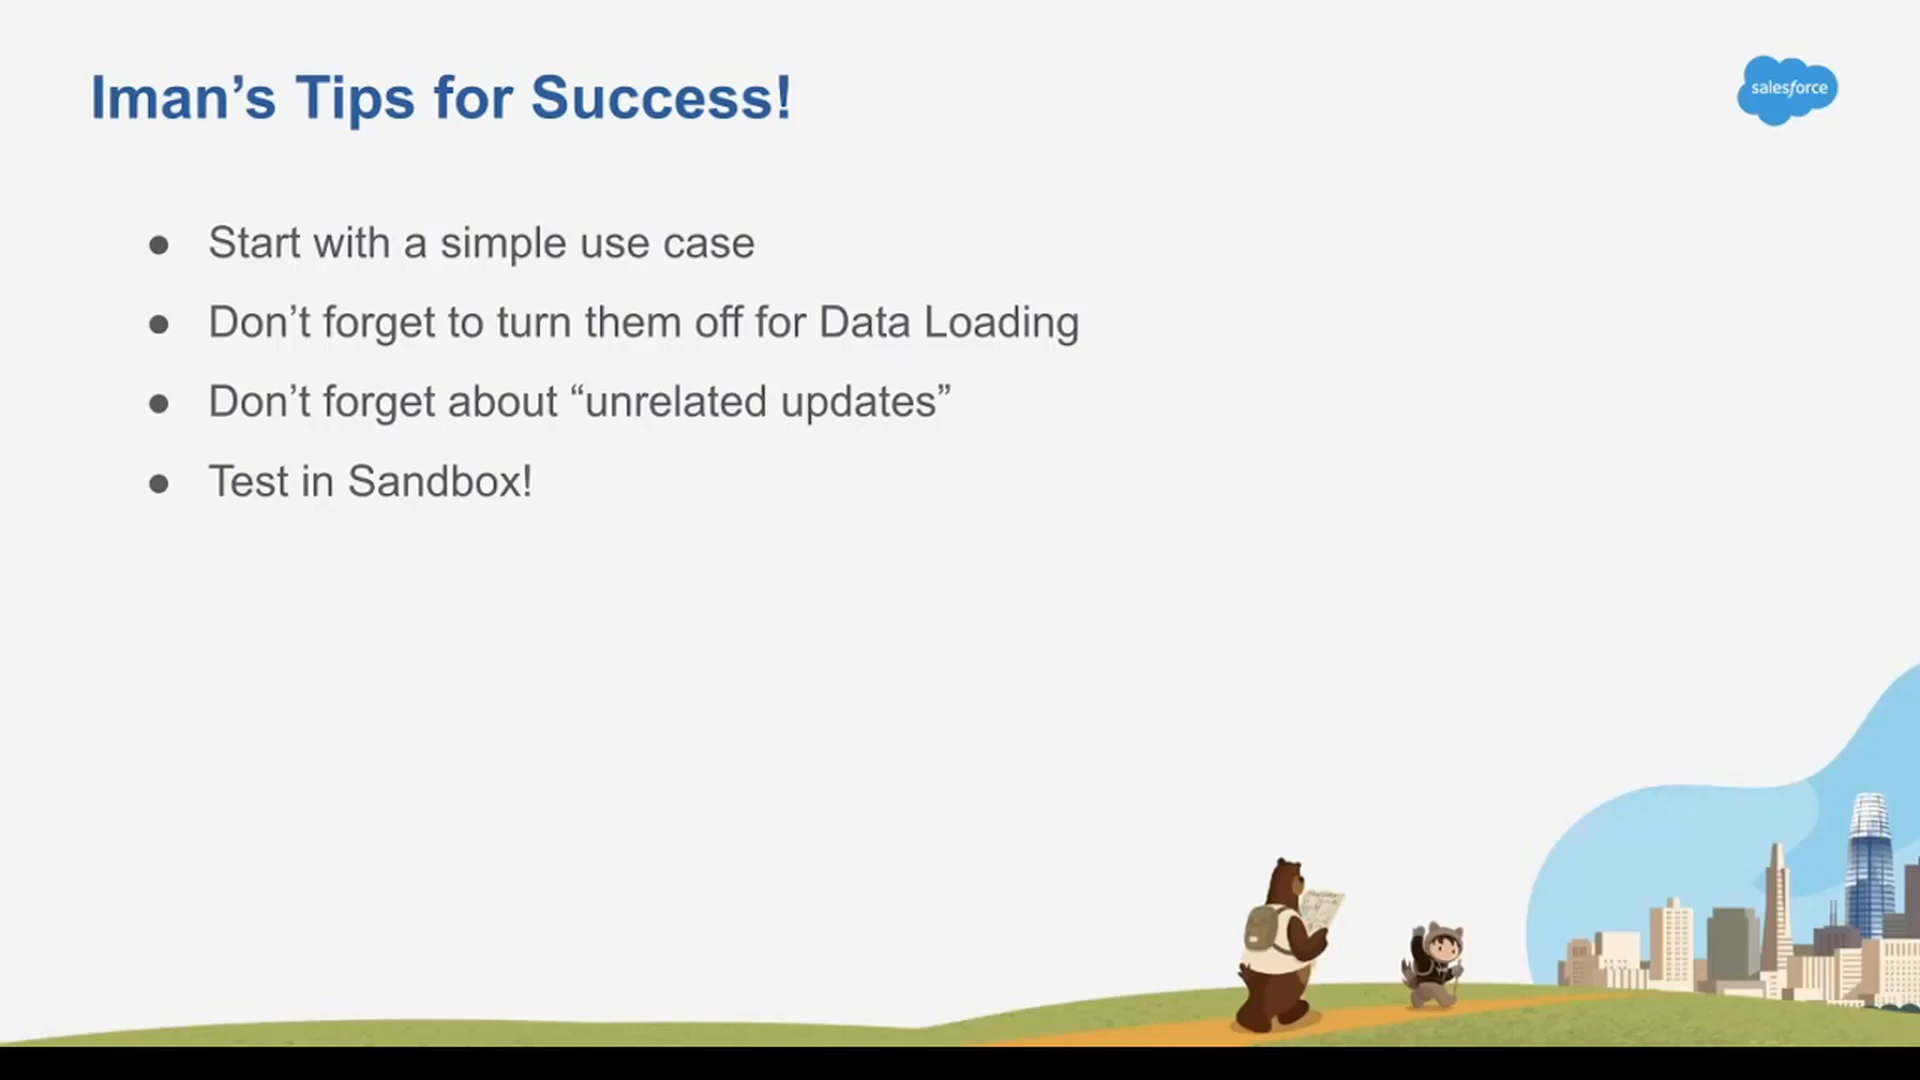 Iman’s Tips for Success!
salesforce
● Start with a simple use case
● Don’t forget to turn them off for Data Loading
● Don’t forget about “unrelated updates”
● Test in Sandbox!